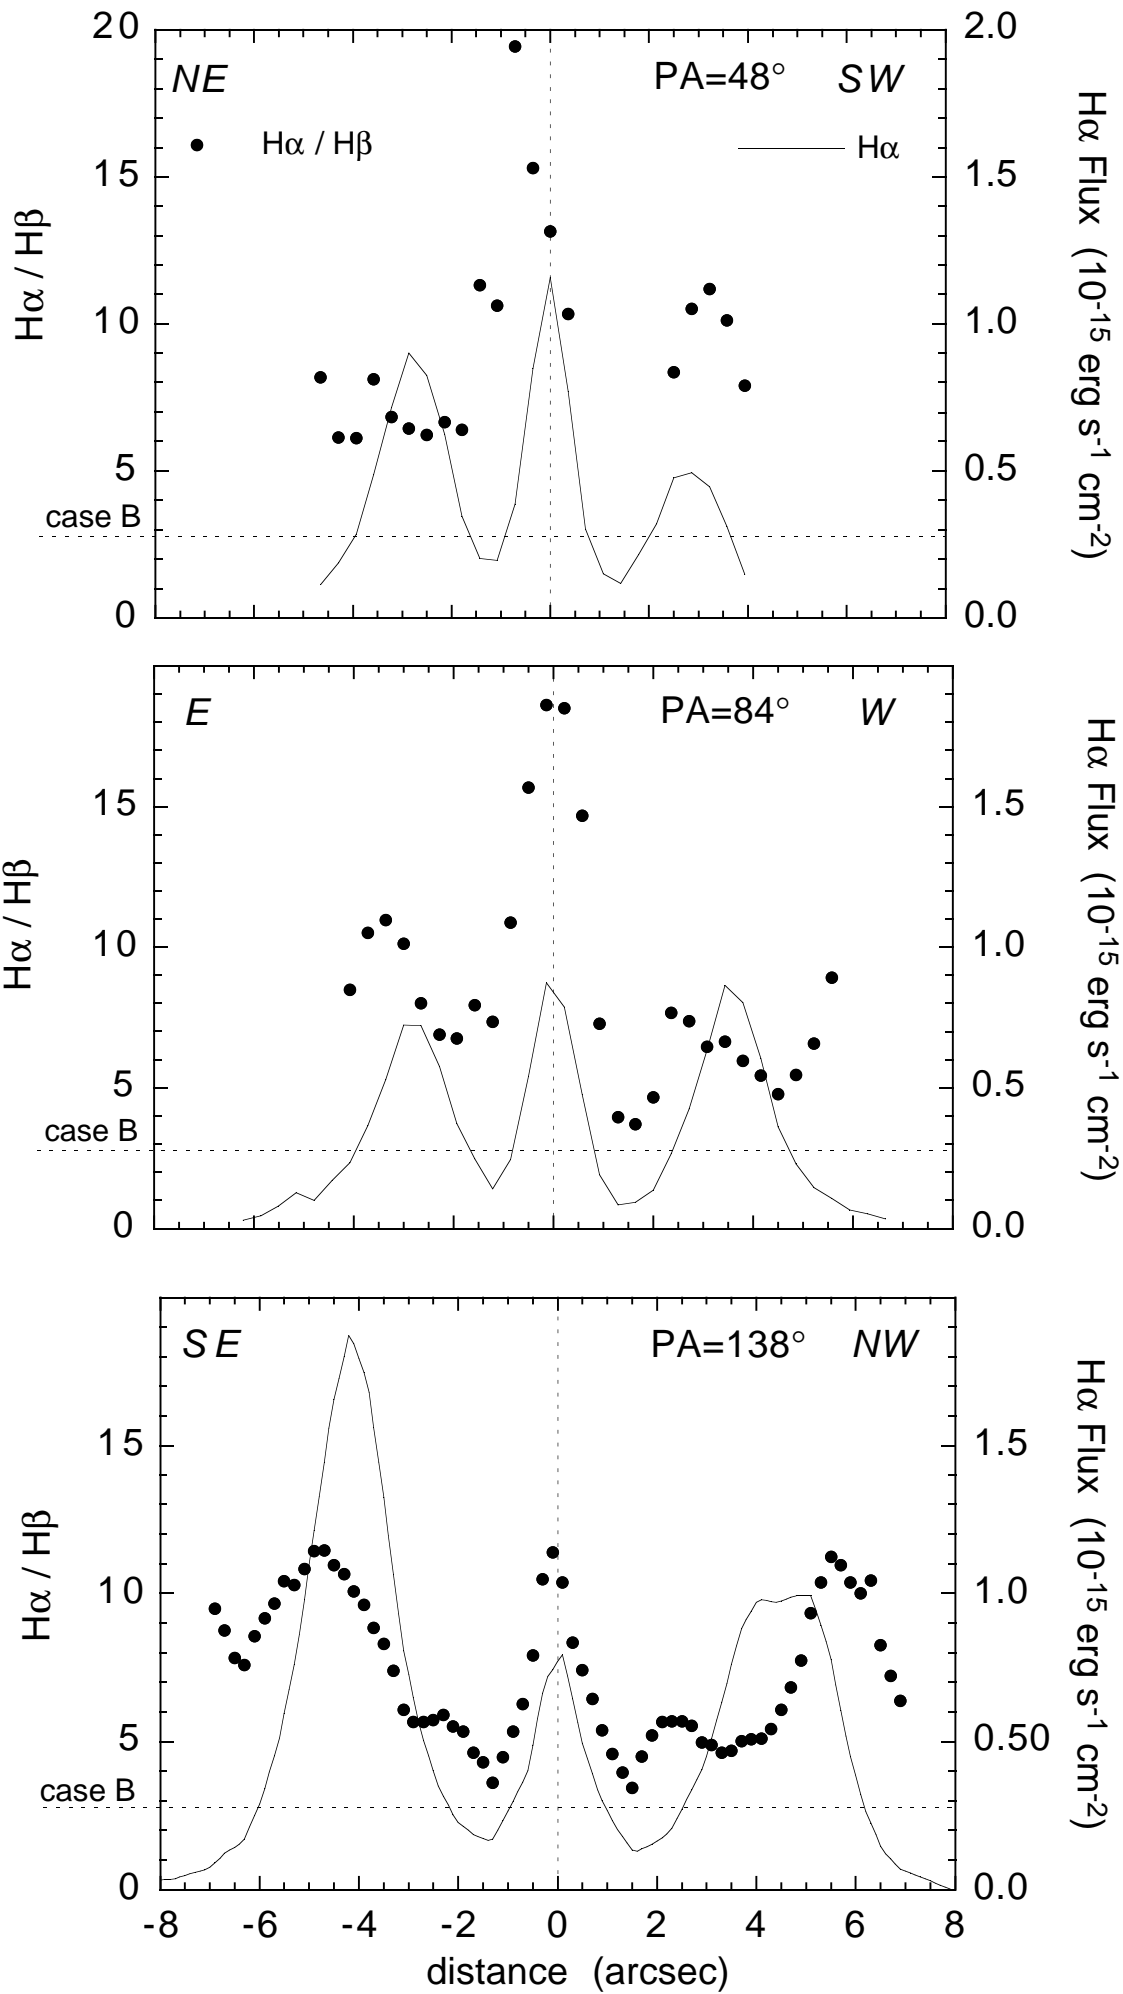 20 2.0
NE PA=48° SW
Hα / Hβ Hα
15 1.5
Hα / Hβ
Hα Flux (10-15 erg s-1 cm-2)
10 1.0
5 0.5
case B
0 0.0
E PA=84° W
15 1.5
Hα / Hβ
Hα Flux (10-15 erg s-1 cm-2)
10 1.0
5 0.5
case B
0 0.0
SE PA=138° NW
15 1.5
Hα / Hβ
Hα Flux (10-15 erg s-1 cm-2)
10 1.0
5 0.50
case B
0 0.0
-8 -6 -4 -2 0 2 4 6 8
distance (arcsec)